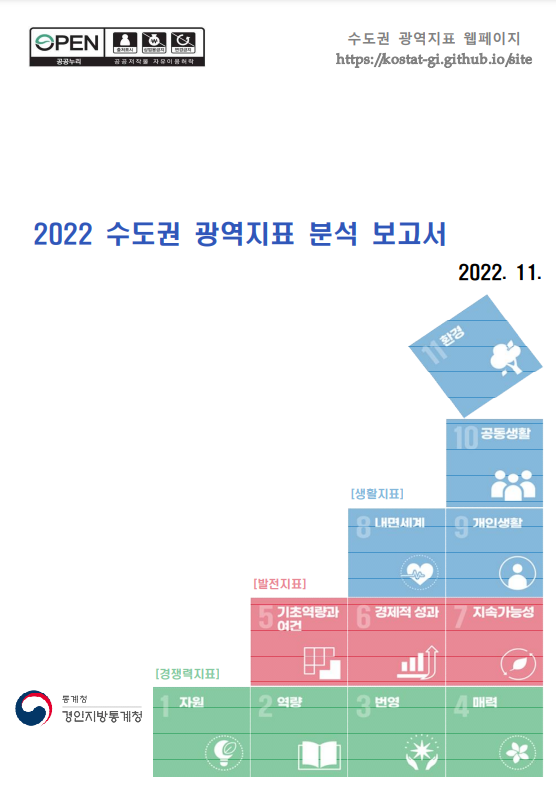 OPEN
출처표시
상업용금지
변경금지
공공누리
공공저작물 자유이용허락
수도권 광역지표 웹페이지
https://kostat-gi.github.io/site
2022 수도권 광역지표 분석 보고서
2022. 11.
11 환경
10 공동생활
[생활지표]
8 내면세계
9 개인생활
[발전지표]
5 기초역량과
여건
6 경제적 성과
7 지속가능성
[경쟁력지표]
1 자원
2 역량
3 번영
4 매력
통계청
경인지방통계청